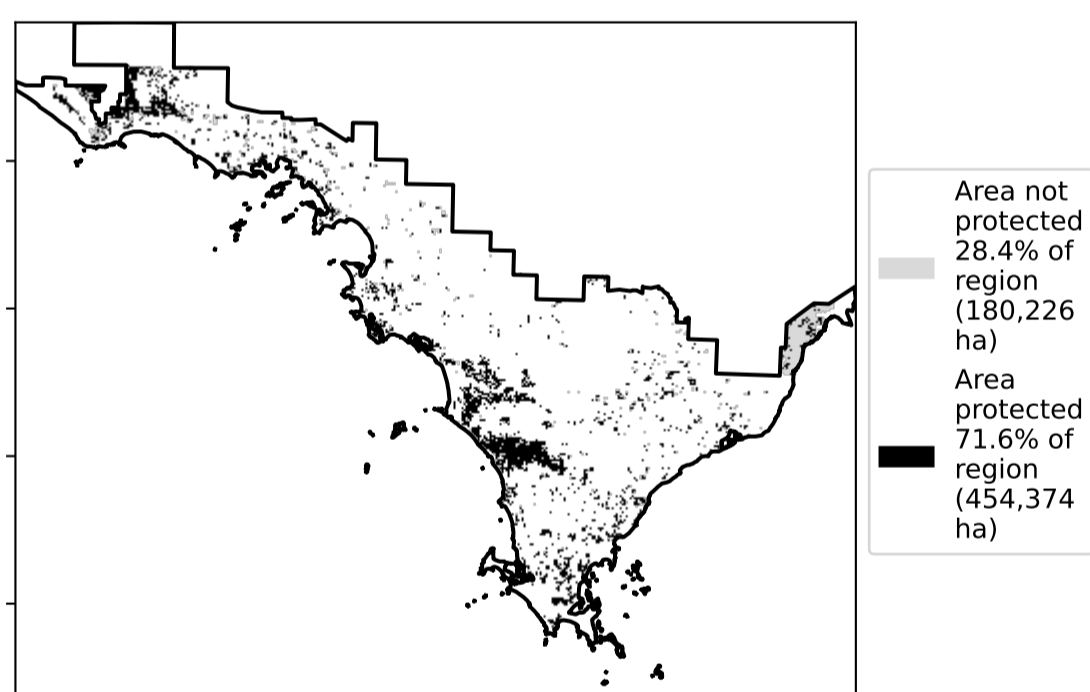 Area not
protected
28.4% of
region
(180,226
ha)
Area
protected
71.6% of
region
(454,374
ha)